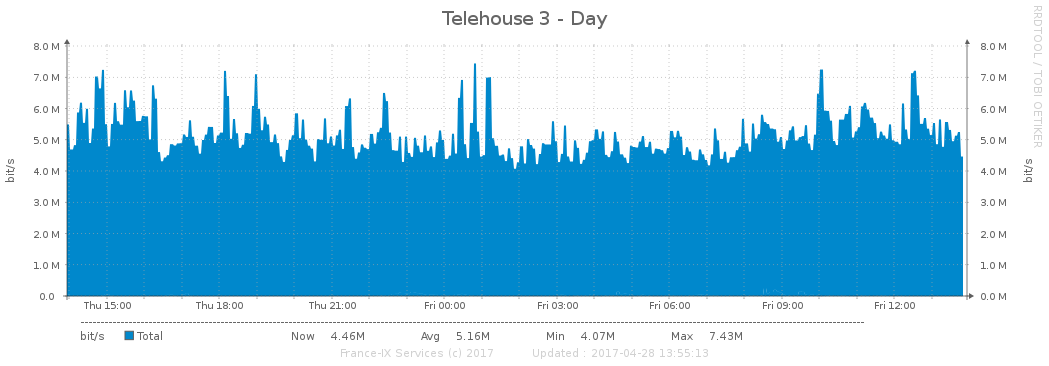 Telehouse 3 - Day
RRDTOOL / TOBI OETIKER
8.0 M 8.0 M
7.0 M 7.0 M
6.0 M 6.0 M
5.0 M 5.0 M
4.0 M 4.0 M
3.0 M 3.0 M
2.0 M 2.0 M
1.0 M 1.0 M
0.0 0.0 M
bit/s
bit/s
Thu 15:00 Thu 18:00 Thu 21:00 Fri 00:00 Fri 03:00 Fri 06:00 Fri 09:00 Fri 12:00
bit/s Total Now 4.46M Avg 5.16M Min 4.07M Max 7.43M
France-IX Services (c) 2017 Updated : 2017-04-28 13:55:13